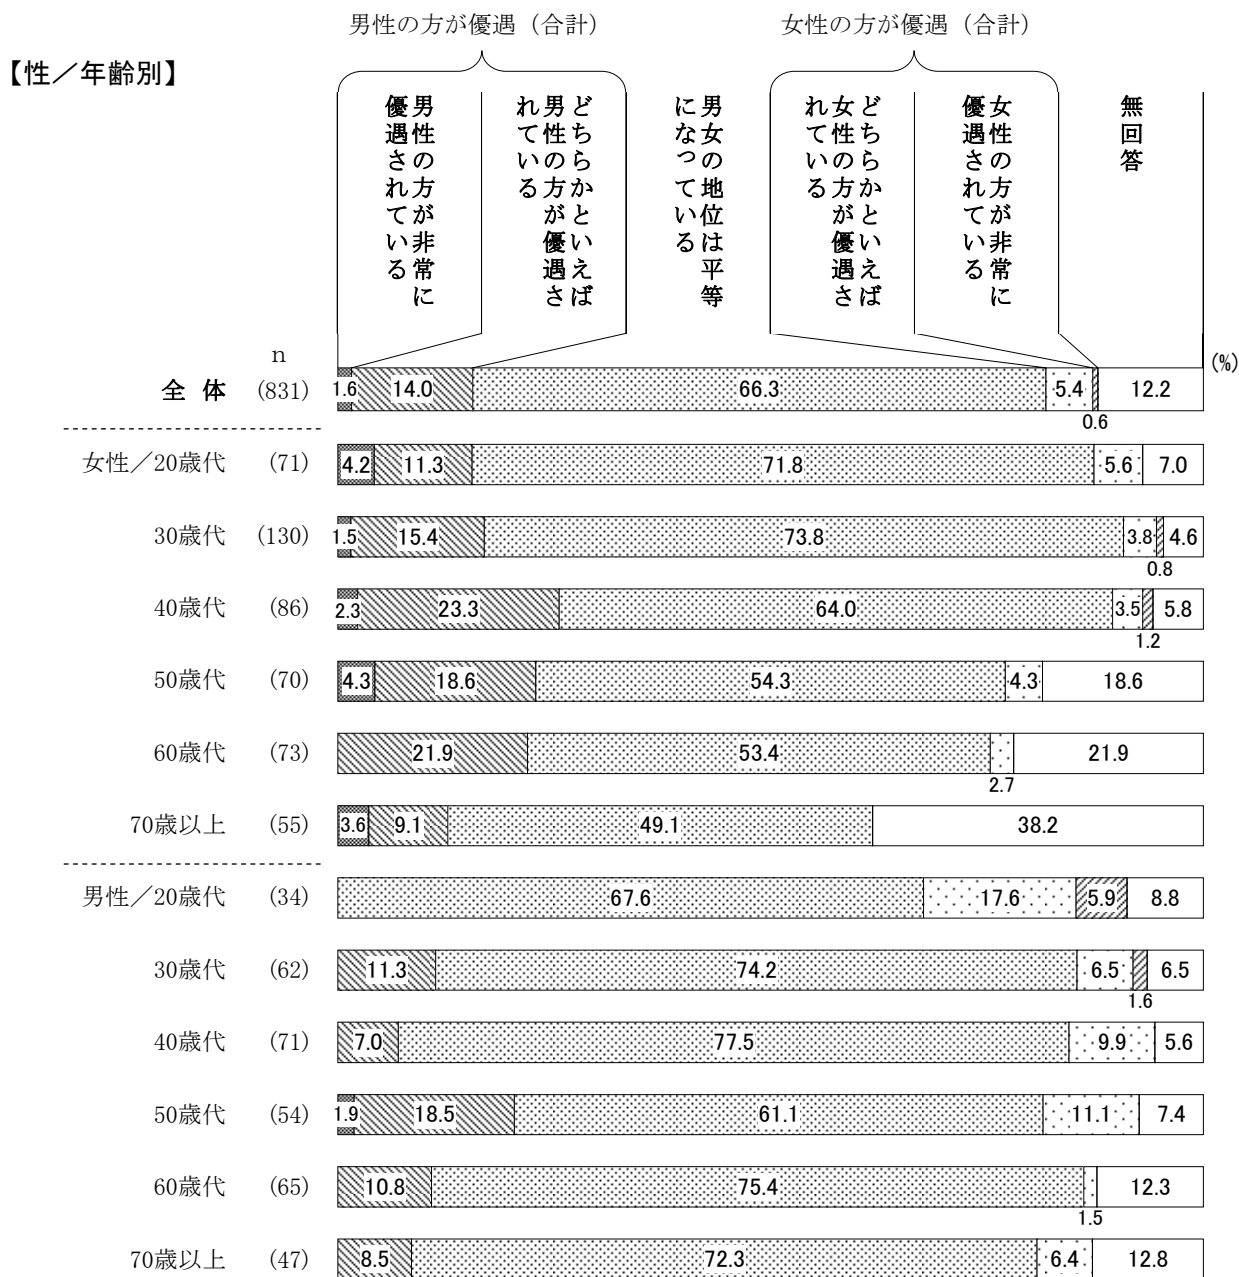 男性の方が優遇（合計）
女性の方が優遇（合計）
【性／年齢別】
男性の方が非常に
優遇されている
どちらかといえば
男性の方が優遇さ
れている
男女の地位は平等
になっている
どちらかといえば
女性の方が優遇さ
れている
女性の方が非常に
優遇されている
無回答
n
(%)
全 体 (831) 1.6 14.0 66.3 5.4 12.2
0.6
女性／20歳代 (71) 4.2 11.3 71.8 5.6 7.0
30歳代 (130) 1.5 15.4 73.8 3.8 4.6
0.8
40歳代 (86) 2.3 23.3 64.0 3.5 5.8
1.2
50歳代 (70) 4.3 18.6 54.3 4.3 18.6
60歳代 (73) 21.9 53.4 21.9
2.7
70歳以上 (55) 3.6 9.1 49.1 38.2
男性／20歳代 (34) 67.6 17.6 5.9 8.8
30歳代 (62) 11.3 74.2 6.5 6.5
1.6
40歳代 (71) 7.0 77.5 9.9 5.6
50歳代 (54) 1.9 18.5 61.1 11.1 7.4
60歳代 (65) 10.8 75.4 12.3
1.5
70歳以上 (47) 8.5 72.3 6.4 12.8